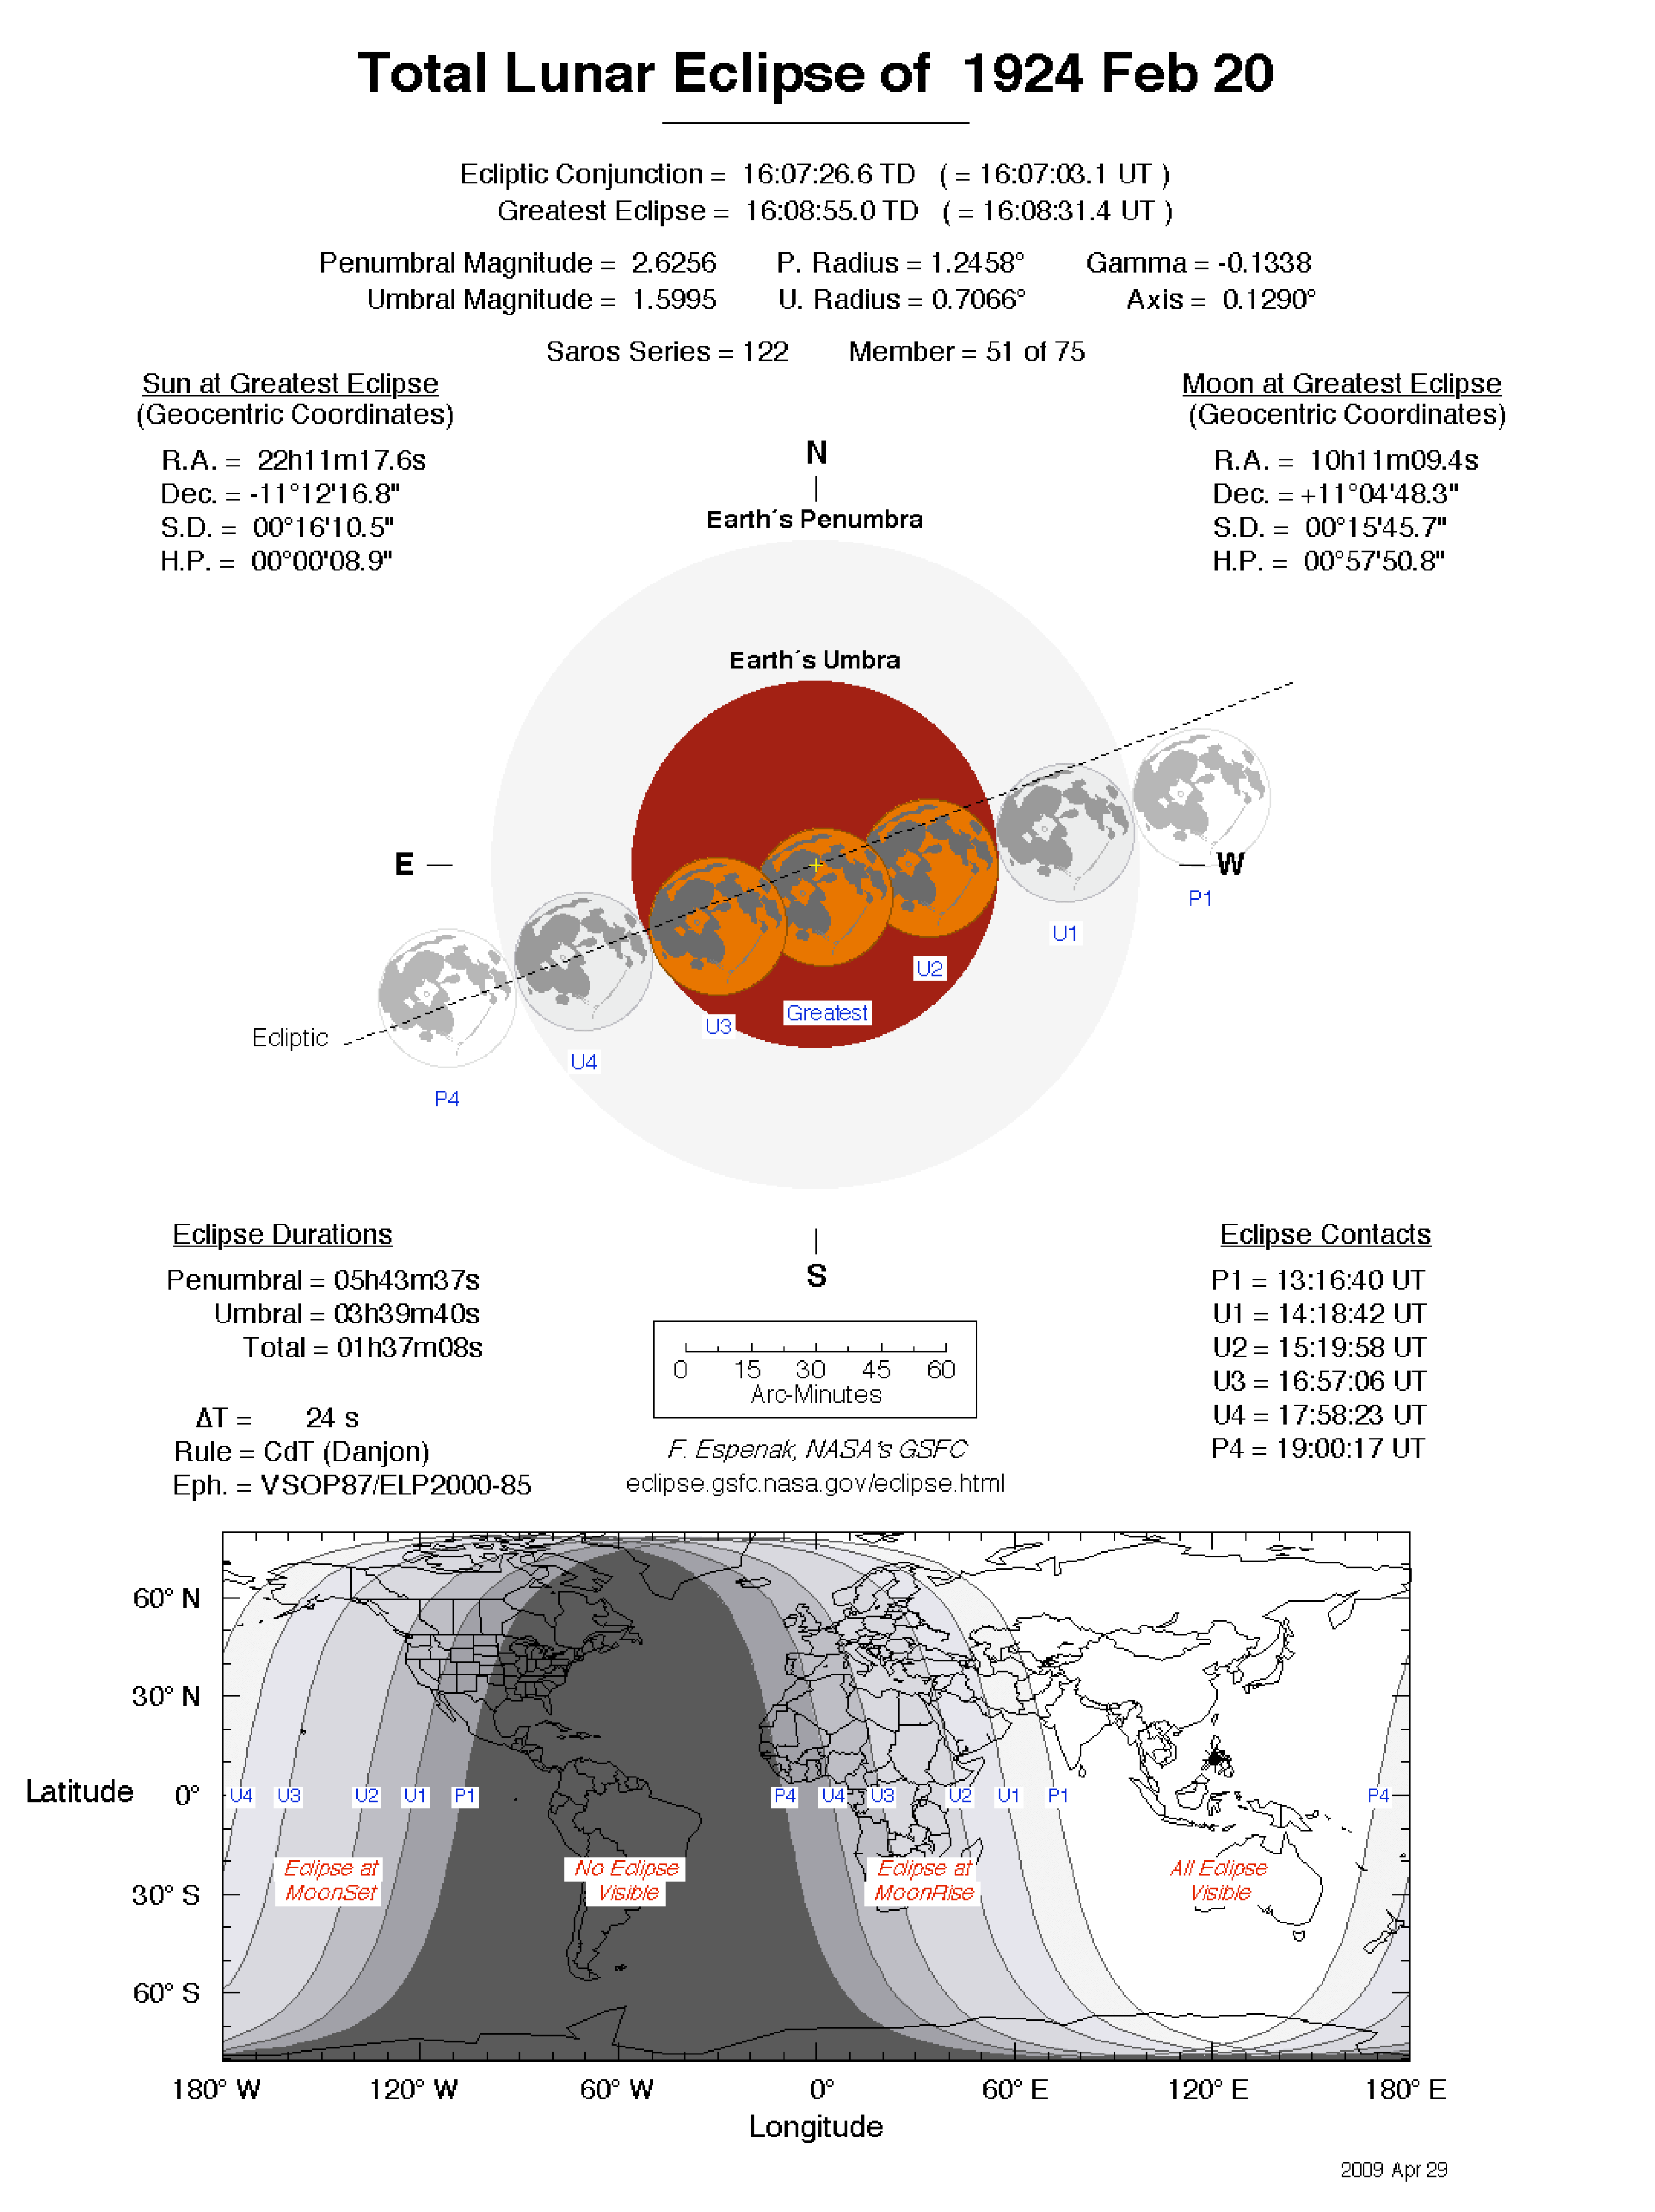 Total Lunar Eclipse of 1924 Feb 20
Ecliptic Conjunction = 16:07:26.6 TD ( = 16:07:03.1 UT )
Greatest Eclipse = 16:08:55.0 TD ( = 16:08:31.4 UT )
Penumbral Magnitude = 2.6256 P. Radius = 1.2458° Gamma = -0.1338
Umbral Magnitude = 1.5995 U. Radius = 0.7066° Axis = 0.1290°
Saros Series = 122 Member = 51 of 75
Sun at Greatest Eclipse
(Geocentric Coordinates)
R.A. = 22h11m17.6s
Dec. = -11°12'16.8"
S.D. = 00°16'10.5"
H.P. = 00°00'08.9"
Moon at Greatest Eclipse
(Geocentric Coordinates)
R.A. = 10h11m09.4s
Dec. = +11°04'48.3"
S.D. = 00°15'45.7"
H.P. = 00°57'50.8"
N
Earth´s Penumbra
Earth´s Umbra
E
W
P1
U1
U2
Greatest
U3
Ecliptic
U4
P4
S
Eclipse Durations
Penumbral = 05h43m37s
Umbral = 03h39m40s
Total = 01h37m08s
ΔT = 24 s
Rule = CdT (Danjon)
Eph. = VSOP87/ELP2000-85
0 15 30 45 60
Arc-Minutes
F. Espenak, NASA's GSFC
eclipse.gsfc.nasa.gov/eclipse.html
Eclipse Contacts
P1 = 13:16:40 UT
U1 = 14:18:42 UT
U2 = 15:19:58 UT
U3 = 16:57:06 UT
U4 = 17:58:23 UT
P4 = 19:00:17 UT
60° N
30° N
Latitude 0°
U4 U3 U2 U1 P1 P4 U4 U3 U2 U1 P1 P4
Eclipse at
MoonSet
No Eclipse
Visible
Eclipse at
MoonRise
All Eclipse
Visible
30° S
60° S
180° W 120° W 60° W 0° 60° E 120° E 180° E
Longitude
2009 Apr 29